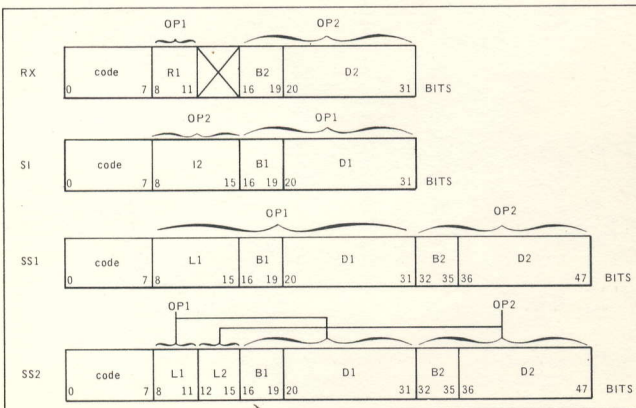 OP1 OP2
RX code R1 B2 D2 BITS
0 7 8 11 16 19 20 31
OP2 OP1
SI code I2 B1 D1 BITS
0 7 8 15 16 19 20 31
OP1 OP2
SS1 code L1 B1 D1 B2 D2 BITS
0 7 8 15 16 19 20 31 32 35 36 47
OP1 OP2
SS2 code L1 L2 B1 D1 B2 D2 BITS
0 7 8 11 12 15 16 19 20 31 32 35 36 47